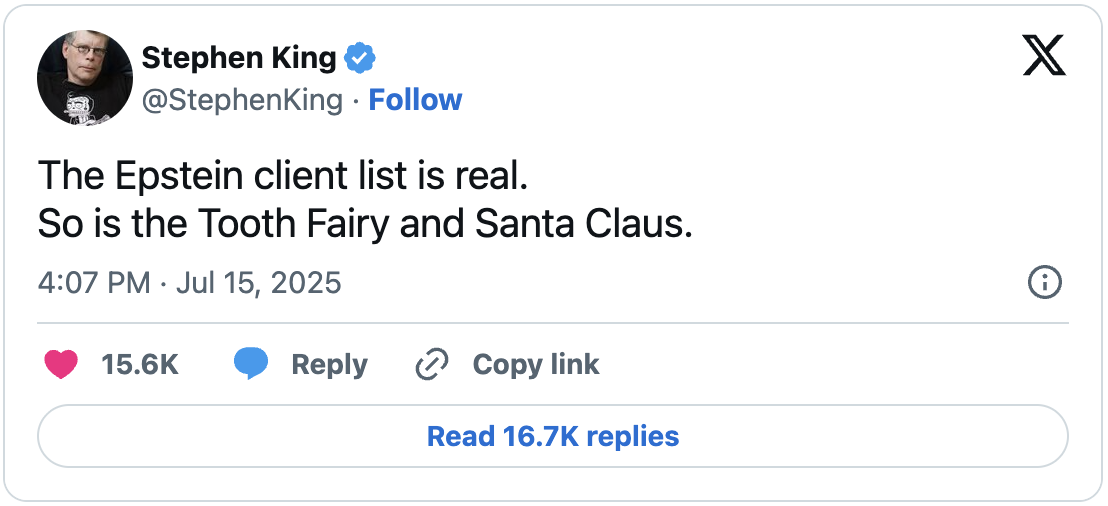 Stephen King
@StephenKing · Follow
The Epstein client list is real.
So is the Tooth Fairy and Santa Claus.
4:07 PM · Jul 15, 2025
15.6K Reply Copy link
Read 16.7K replies